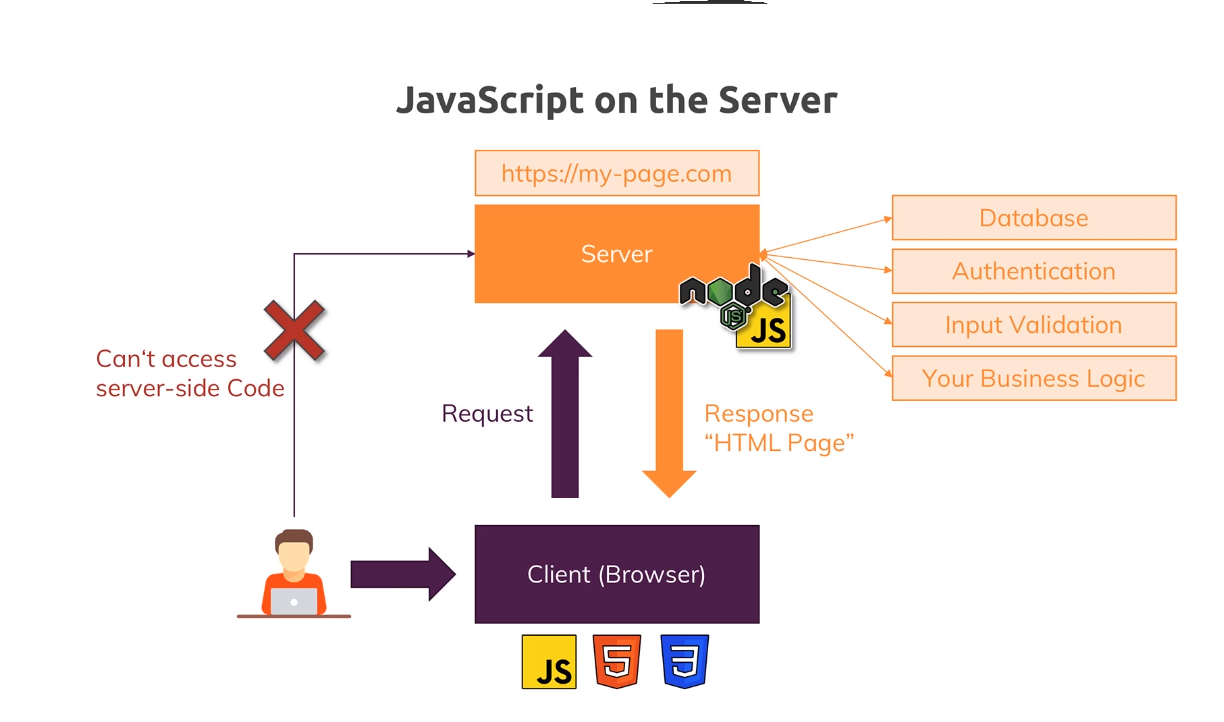 JavaScript on the Server
https://my-page.com
Server
node
JS
JS
Database
Authentication
Input Validation
Your Business Logic
Can‘t access
server-side Code
Request
Response
“HTML Page”
Client (Browser)
JS
5
3